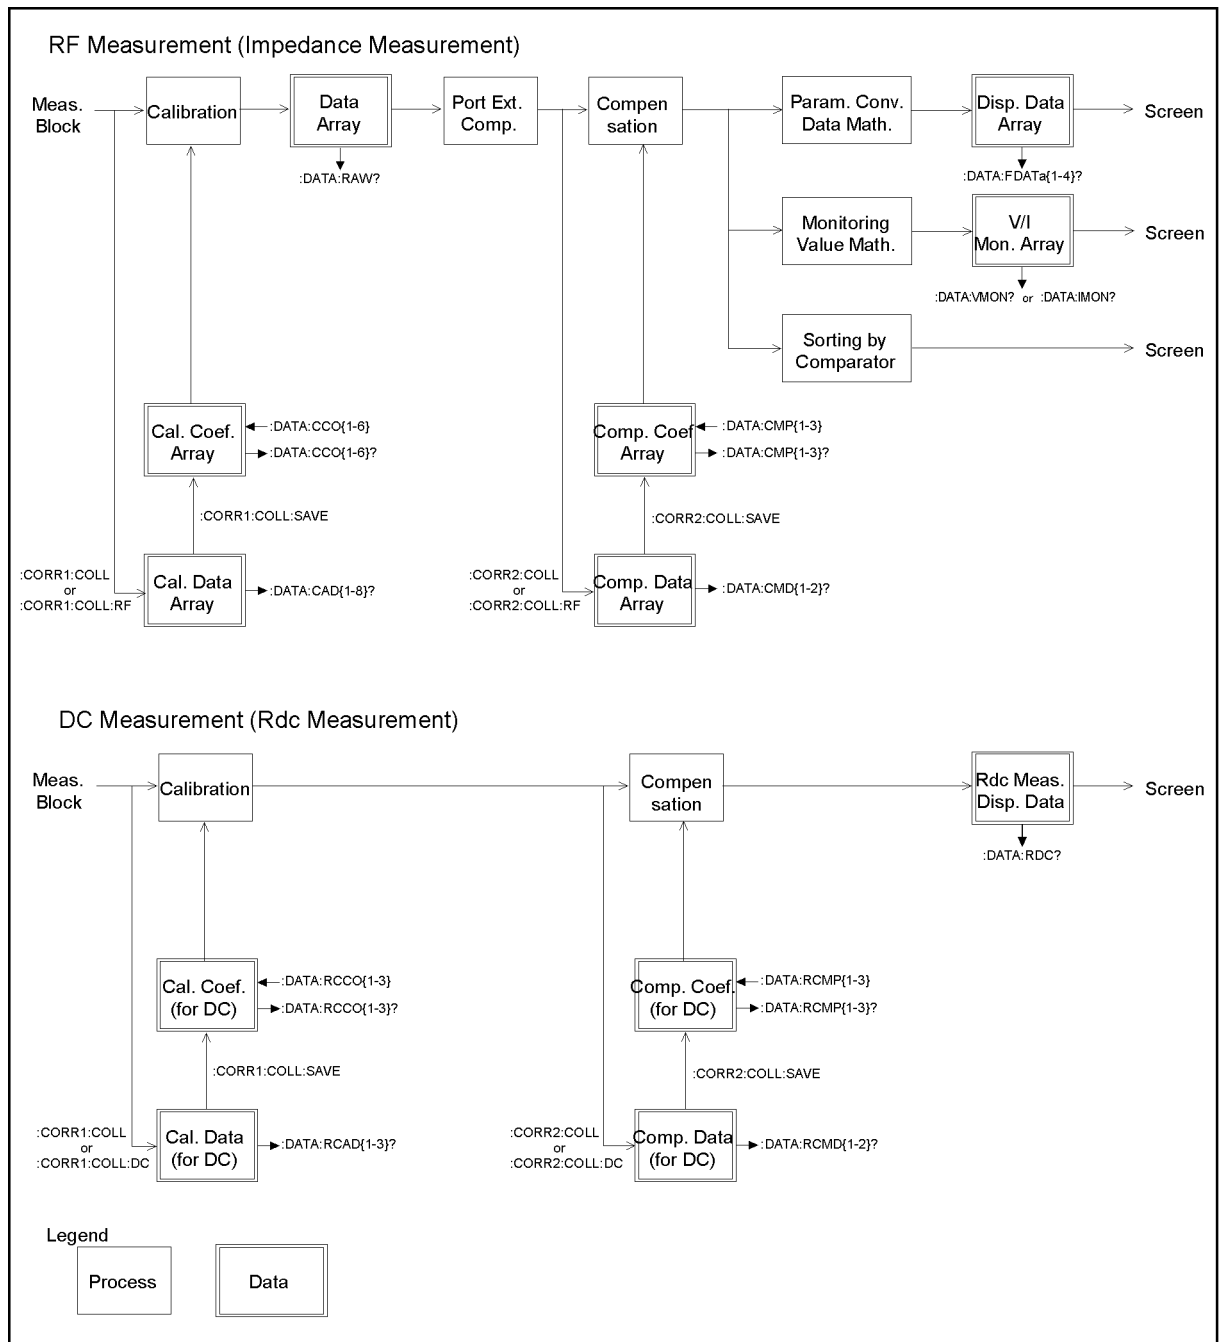 RF Measurement (Impedance Measurement)
Meas.
Block
Calibration
Data
Array
:DATA:RAW?
Port Ext.
Comp.
Compen
sation
Param. Conv.
Data Math.
Disp. Data
Array
:DATA:FDATa{1-4}?
Screen
Monitoring
Value Math.
V/I
Mon. Array
:DATA:VMON? or :DATA:IMON?
Screen
Sorting by
Comparator
Screen
Cal. Coef.
Array
:DATA:CCO{1-6}
:DATA:CCO{1-6}?
Comp. Coef
Array
:DATA:CMP{1-3}
:DATA:CMP{1-3}?
:CORR1:COLL:SAVE
:CORR2:COLL:SAVE
:CORR1:COLL
or
:CORR1:COLL:RF
Cal. Data
Array
:DATA:CAD{1-8}?
:CORR2:COLL
or
:CORR2:COLL:RF
Comp. Data
Array
:DATA:CMD{1-2}?
DC Measurement (Rdc Measurement)
Meas.
Block
Calibration
Compen
sation
Rdc Meas.
Disp. Data
:DATA:RDC?
Screen
Cal. Coef.
(for DC)
:DATA:RCCO{1-3}
:DATA:RCCO{1-3}?
Comp. Coef.
(for DC)
:DATA:RCMP{1-3}
:DATA:RCMP{1-3}?
:CORR1:COLL:SAVE
:CORR2:COLL:SAVE
:CORR1:COLL
or
:CORR1:COLL:DC
Cal. Data
(for DC)
:DATA:RCAD{1-3}?
:CORR2:COLL
or
:CORR2:COLL:DC
Comp. Data
(for DC)
:DATA:RCMD{1-2}?
Legend
Process
Data